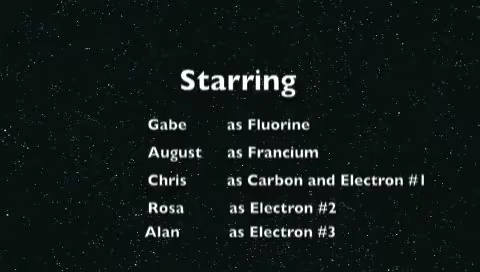 Starring
Gabe as Fluorine
August as Francium
Chris as Carbon and Electron #1
Rosa as Electron #2
Alan as Electron #3